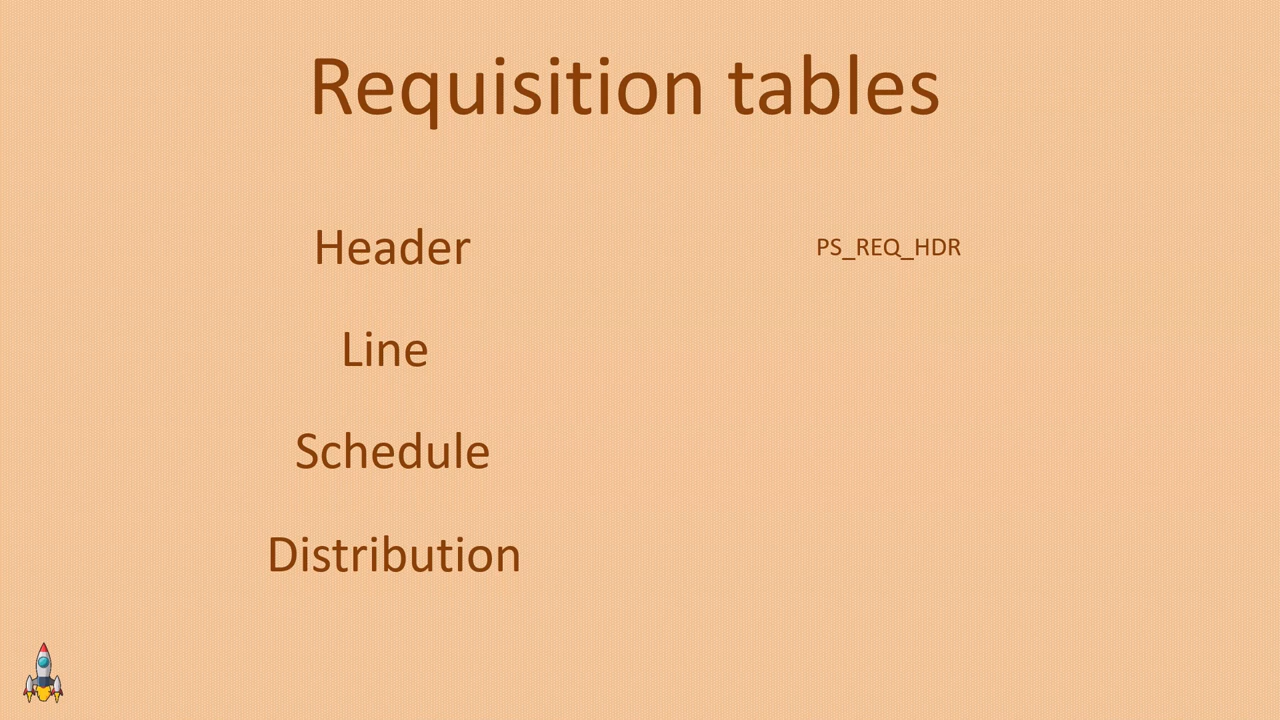 Requisition tables
Header
PS_REQ_HDR
Line
Schedule
Distribution